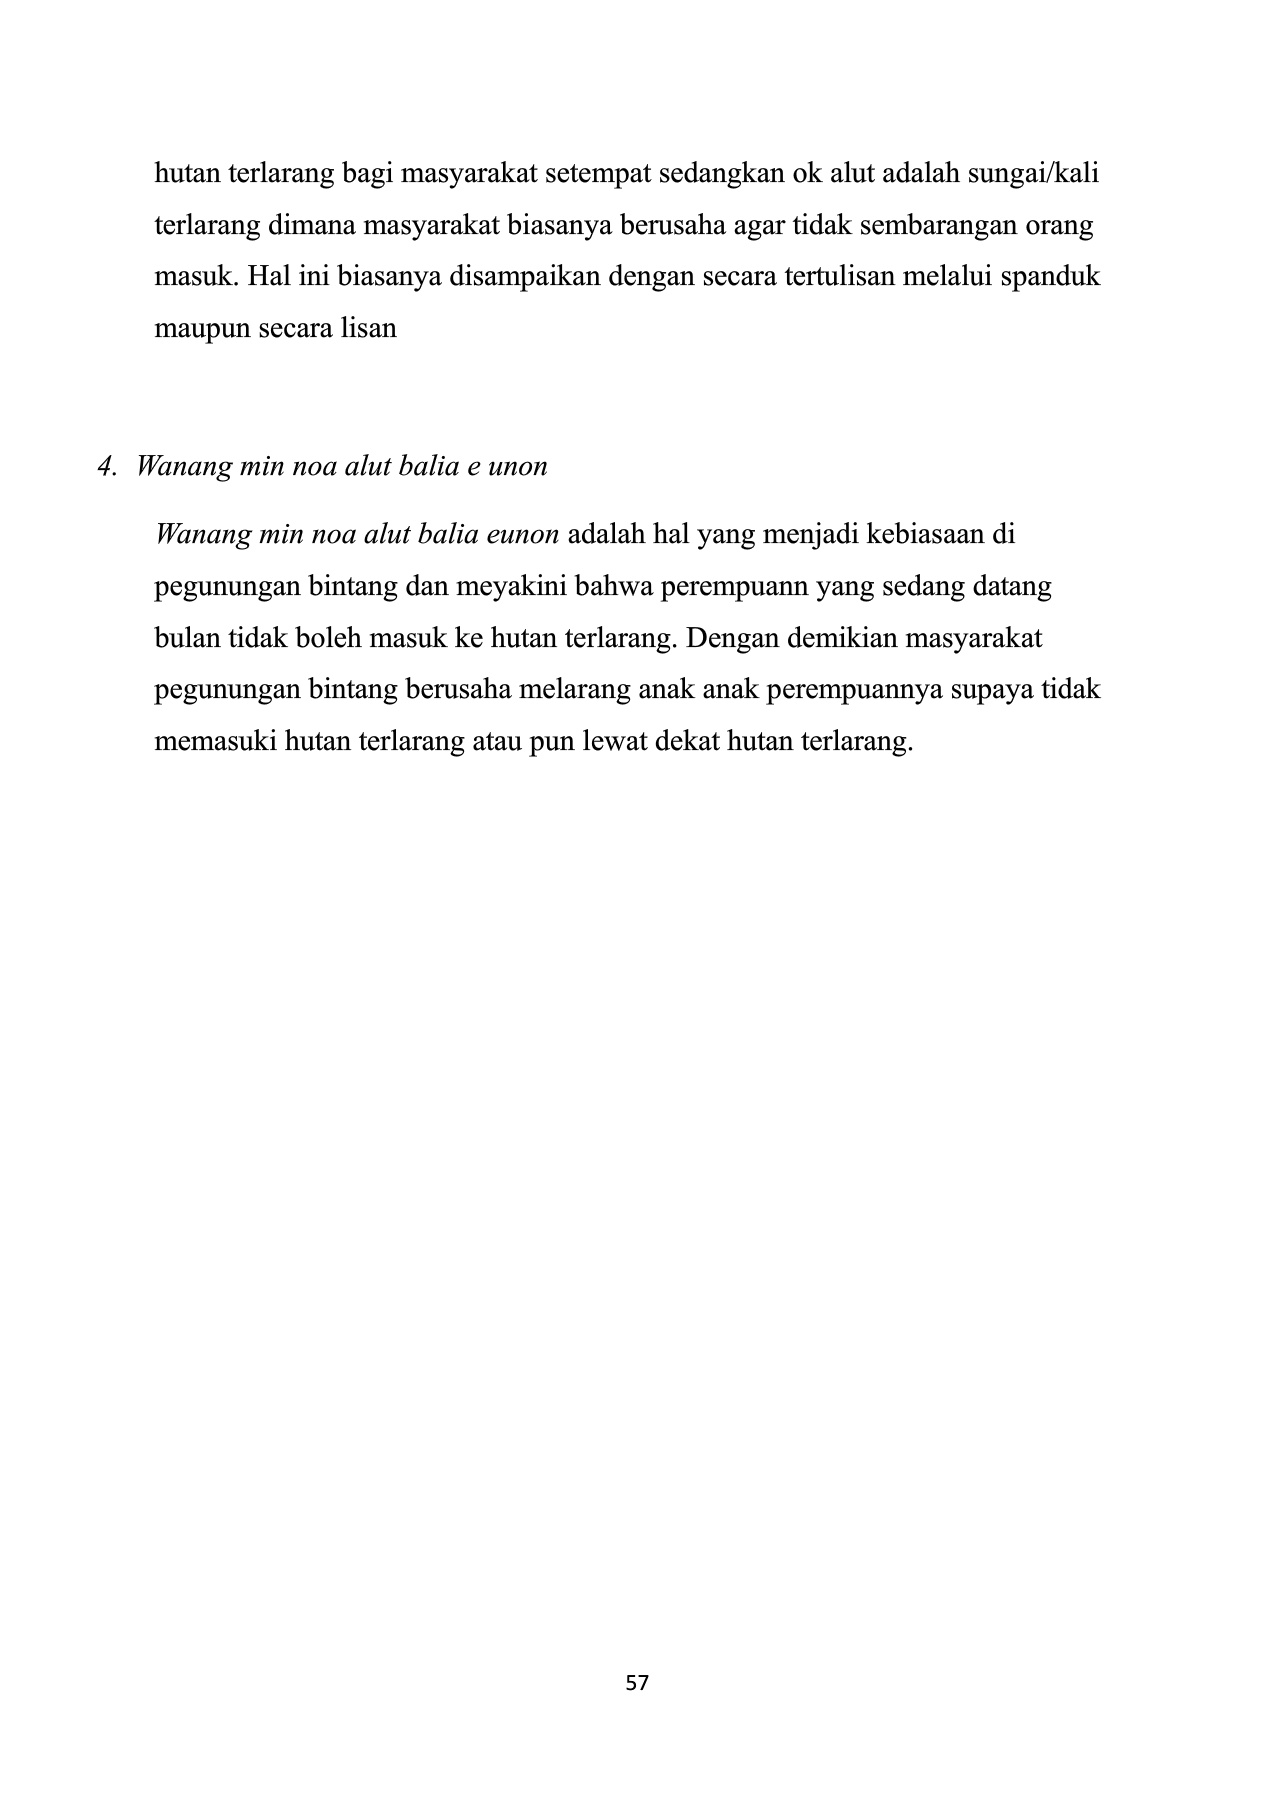 hutan terlarang bagi masyarakat setempat sedangkan ok alut adalah sungai/kali
terlarang dimana masyarakat biasanya berusaha agar tidak sembarangan orang
masuk. Hal ini biasanya disampaikan dengan secara tertulisan melalui spanduk
maupun secara lisan
4. Wanang min noa alut balia e unon
Wanang min noa alut balia eunon adalah hal yang menjadi kebiasaan di
pegunungan bintang dan meyakini bahwa perempuann yang sedang datang
bulan tidak boleh masuk ke hutan terlarang. Dengan demikian masyarakat
pegunungan bintang berusaha melarang anak anak perempuannya supaya tidak
memasuki hutan terlarang atau pun lewat dekat hutan terlarang.
57